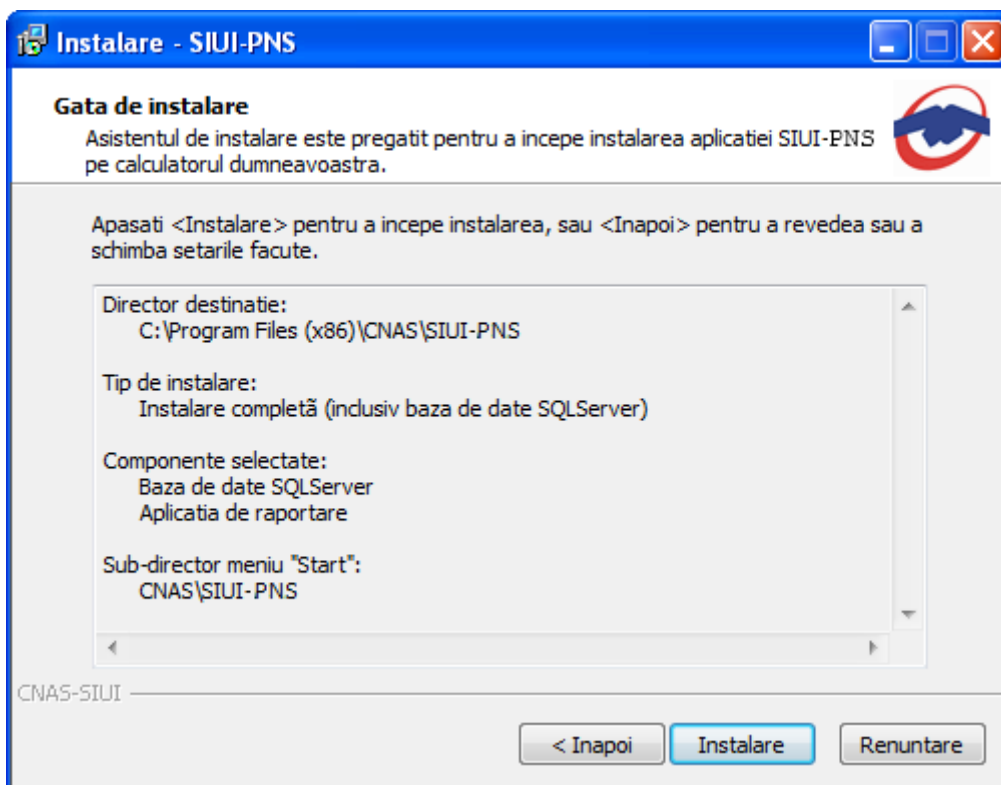 Instalare - SIUI-PNS
Gata de instalare
Asistentul de instalare este pregatit pentru a incepe instalarea aplicatiei SIUI-PNS
pe calculatorul dumneavoastra.
Apasati <Instalare> pentru a incepe instalarea, sau <Inapoi> pentru a revedea sau a
schimba setarile facute.
Director destinatie:
C:\Program Files (x86)\CNAS\SIUI-PNS
Tip de instalare:
Instalare completã (inclusiv baza de date SQLServer)
Componente selectate:
Baza de date SQLServer
Aplicatia de raportare
Sub-director meniu "Start":
CNAS\SIUI-PNS
CNAS-SIUI
< Inapoi
Instalare
Renuntare